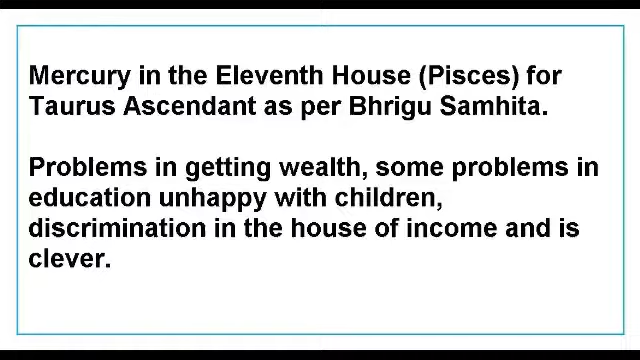 Mercury in the Eleventh House (Pisces) for
Taurus Ascendant as per Bhrigu Samhita.
Problems in getting wealth, some problems in
education unhappy with children,
discrimination in the house of income and is
clever.